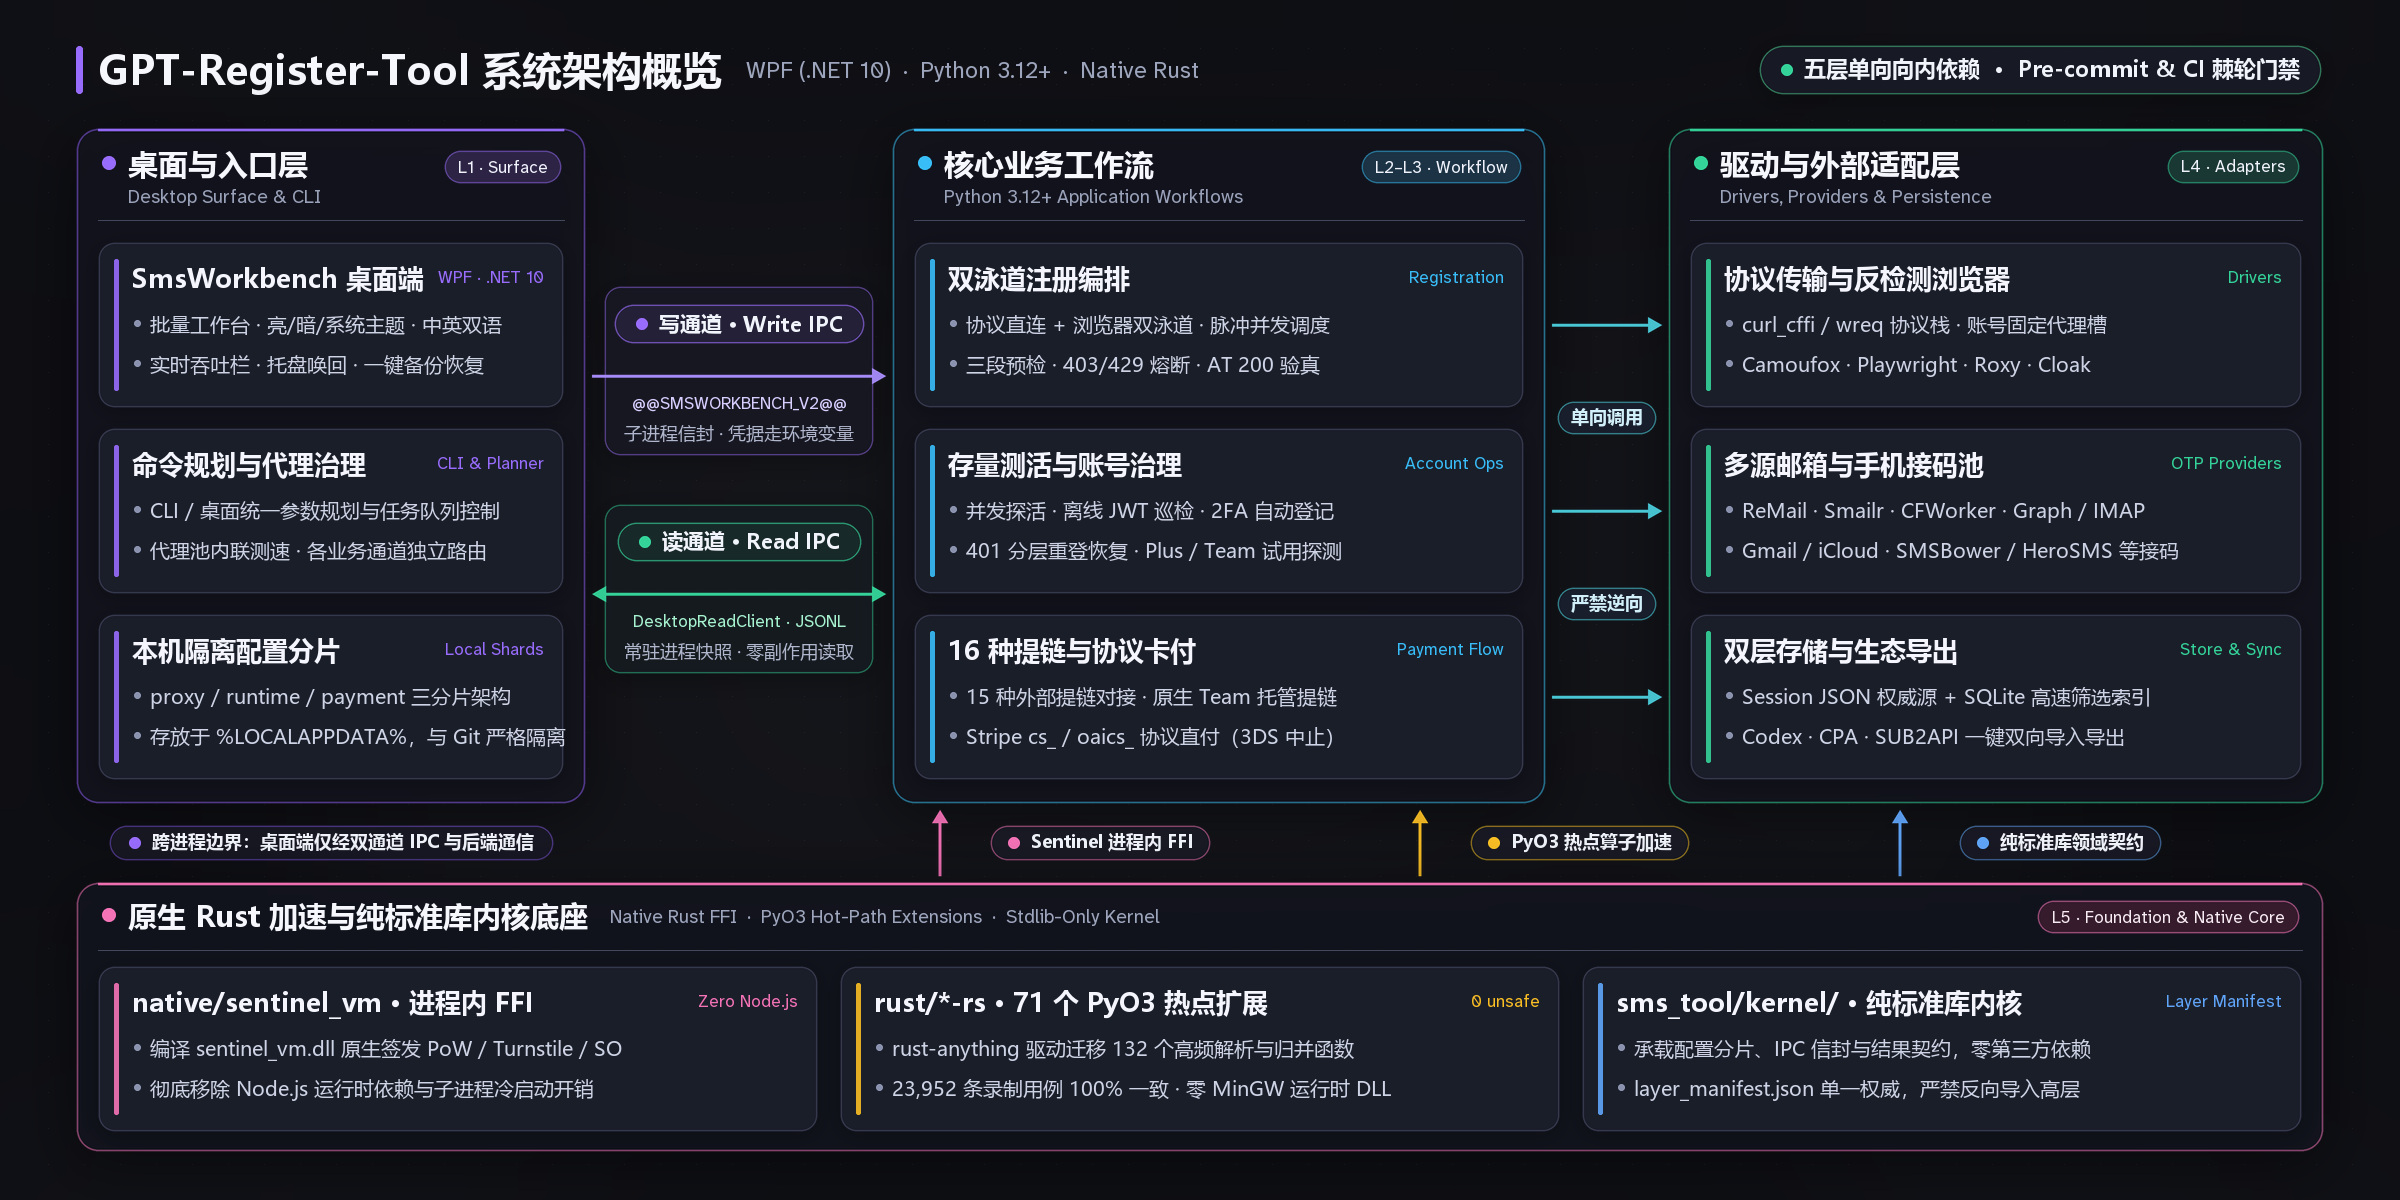 GPT-Register-Tool 系统架构概览
WPF (.NET 10) · Python 3.12+ · Native Rust
五层单向向内依赖 • Pre-commit & CI 棘轮门禁
桌面与入口层
L1 · Surface
Desktop Surface & CLI
SmsWorkbench 桌面端
WPF · .NET 10
• 批量工作台 · 亮/暗/系统主题 · 中英双语
• 实时吞吐栏 · 托盘唤回 · 一键备份恢复
命令规划与代理治理
CLI & Planner
• CLI / 桌面统一参数规划与任务队列控制
• 代理池内联测速 · 各业务通道独立路由
本机隔离配置分片
Local Shards
• proxy / runtime / payment 三分片架构
• 存放于 %LOCALAPPDATA%，与 Git 严格隔离
写通道 • Write IPC
@@SMSWORKBENCH_V2@@
子进程信封 · 凭据走环境变量
读通道 • Read IPC
DesktopReadClient · JSONL
常驻进程快照 · 零副作用读取
核心业务工作流
L2–L3 · Workflow
Python 3.12+ Application Workflows
双泳道注册编排
Registration
• 协议直连 + 浏览器双泳道 · 脉冲并发调度
• 三段预检 · 403/429 熔断 · AT 200 验真
存量测活与账号治理
Account Ops
• 并发探活 · 离线 JWT 巡检 · 2FA 自动登记
• 401 分层重登恢复 · Plus / Team 试用探测
16 种提链与协议卡付
Payment Flow
• 15 种外部提链对接 · 原生 Team 托管提链
• Stripe cs_ / oaics_ 协议直付（3DS 中止）
单向调用
严禁逆向
驱动与外部适配层
L4 · Adapters
Drivers, Providers & Persistence
协议传输与反检测浏览器
Drivers
• curl_cffi / wreq 协议栈 · 账号固定代理槽
• Camoufox · Playwright · Roxy · Cloak
多源邮箱与手机接码池
OTP Providers
• ReMail · Smailr · CFWorker · Graph / IMAP
• Gmail / iCloud · SMSBower / HeroSMS 等接码
双层存储与生态导出
Store & Sync
• Session JSON 权威源 + SQLite 高速筛选索引
• Codex · CPA · SUB2API 一键双向导入导出
跨进程边界：桌面端仅经双通道 IPC 与后端通信
Sentinel 进程内 FFI
PyO3 热点算子加速
纯标准库领域契约
原生 Rust 加速与纯标准库内核底座
Native Rust FFI · PyO3 Hot-Path Extensions · Stdlib-Only Kernel
L5 · Foundation & Native Core
native/sentinel_vm • 进程内 FFI
Zero Node.js
• 编译 sentinel_vm.dll 原生签发 PoW / Turnstile / SO
• 彻底移除 Node.js 运行时依赖与子进程冷启动开销
rust/*-rs • 71 个 PyO3 热点扩展
0 unsafe
• rust-anything 驱动迁移 132 个高频解析与归并函数
• 23,952 条录制用例 100% 一致 · 零 MinGW 运行时 DLL
sms_tool/kernel/ • 纯标准库内核
Layer Manifest
• 承载配置分片、IPC 信封与结果契约，零第三方依赖
• layer_manifest.json 单一权威，严禁反向导入高层